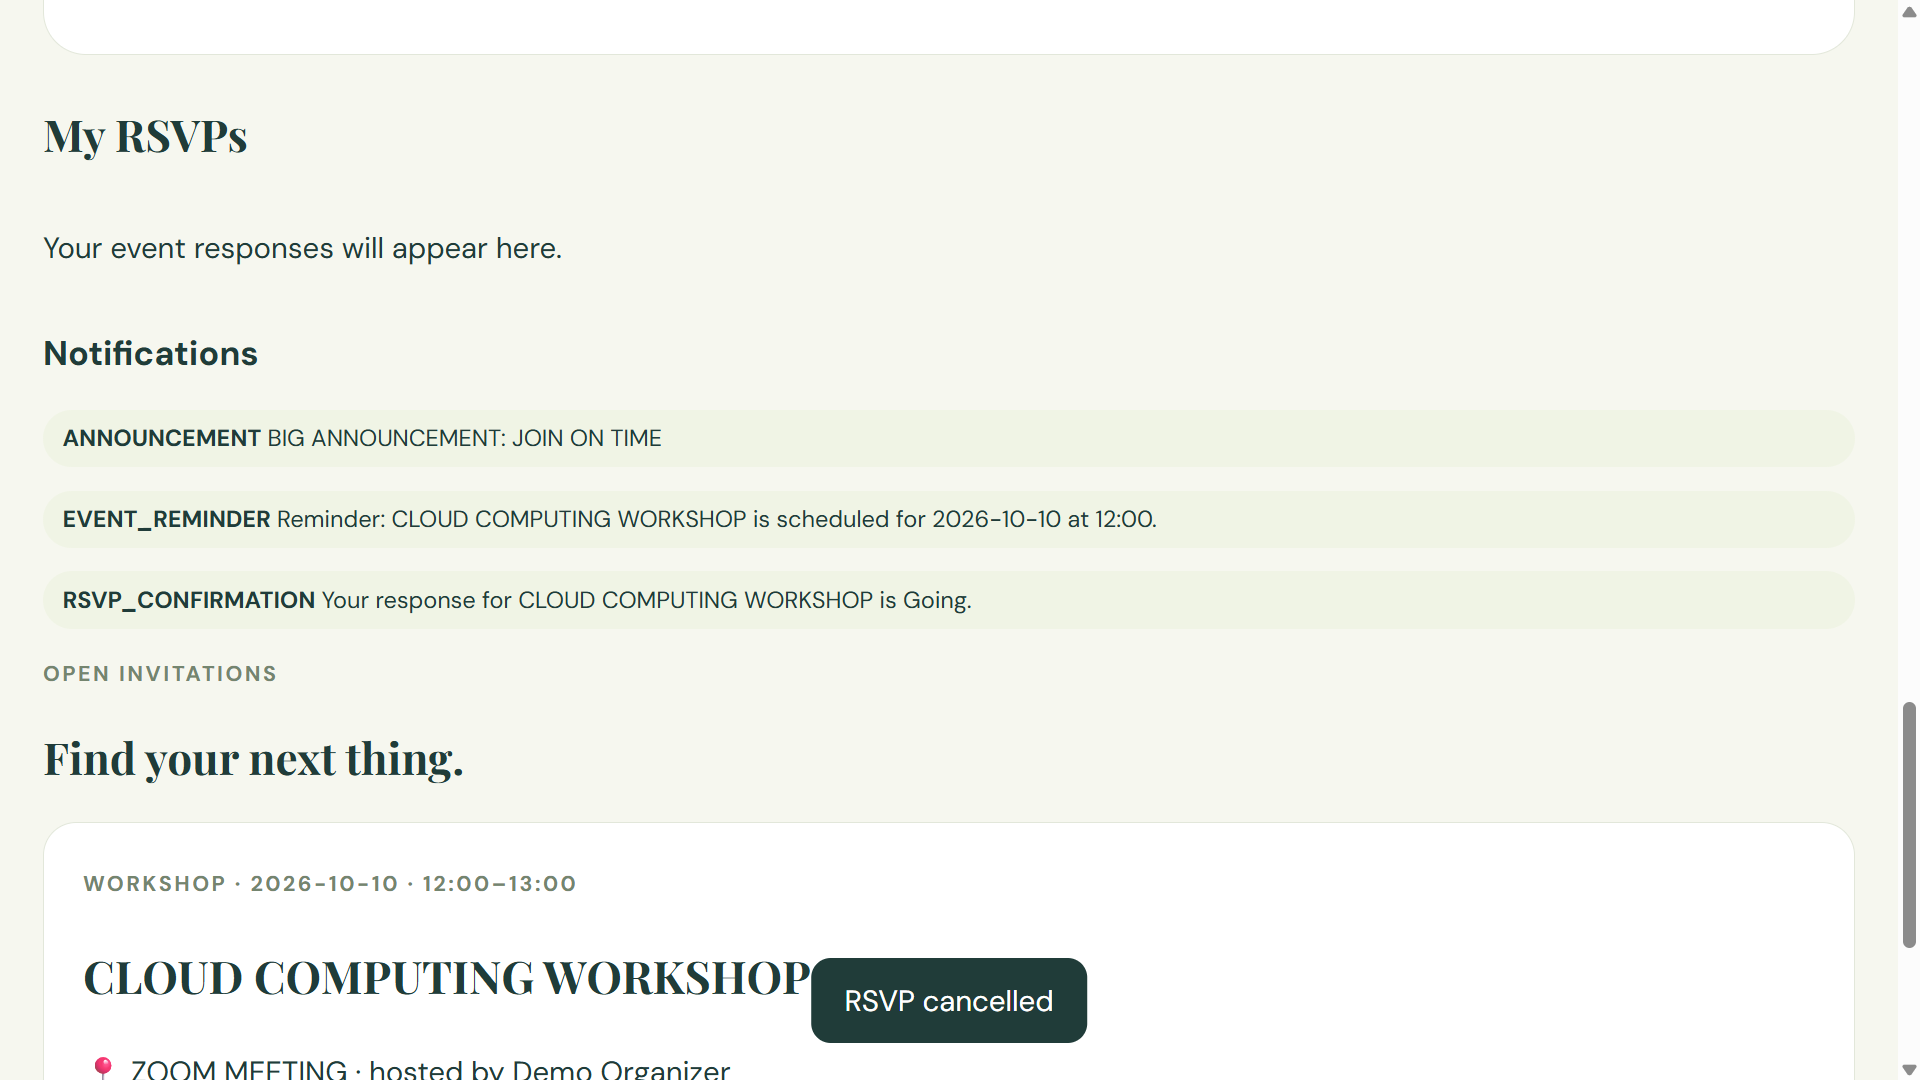 My RSVPs
Your event responses will appear here.
Notifications
ANNOUNCEMENT BIG ANNOUNCEMENT: JOIN ON TIME
EVENT_REMINDER Reminder: CLOUD COMPUTING WORKSHOP is scheduled for 2026-10-10 at 12:00.
RSVP_CONFIRMATION Your response for CLOUD COMPUTING WORKSHOP is Going.
OPEN INVITATIONS
Find your next thing.
WORKSHOP · 2026-10-10 · 12:00–13:00
CLOUD COMPUTING WORKSHOP
RSVP cancelled
📍 ZOOM MEETING · hosted by Demo Organizer